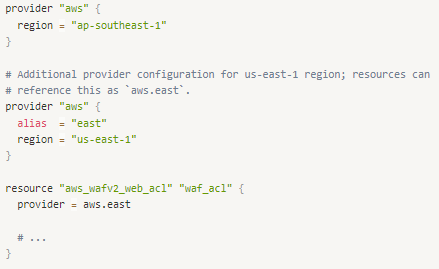 provider "aws" {
  region = "ap-southeast-1"
}
# Additional provider configuration for us-east-1 region; resources can
# reference this as `aws.east`.
provider "aws" {
  alias  = "east"
  region = "us-east-1"
}
resource "aws_wafv2_web_acl" "waf_acl" {
  provider = aws.east
  # ...
}